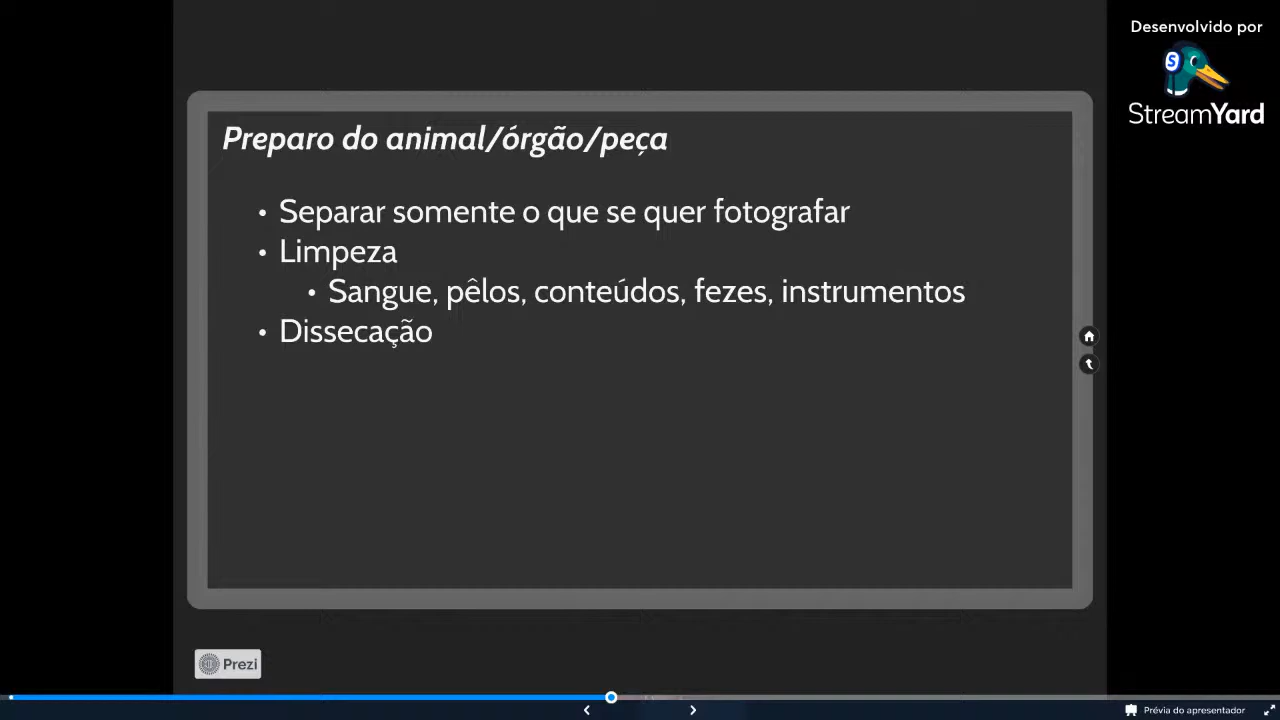 Desenvolvido por
StreamYard
Preparo do animal/órgão/peça
• Separar somente o que se quer fotografar
• Limpeza
• Sangue, pêlos, conteúdos, fezes, instrumentos
• Dissecação
Prezi
Prévia do apresentador